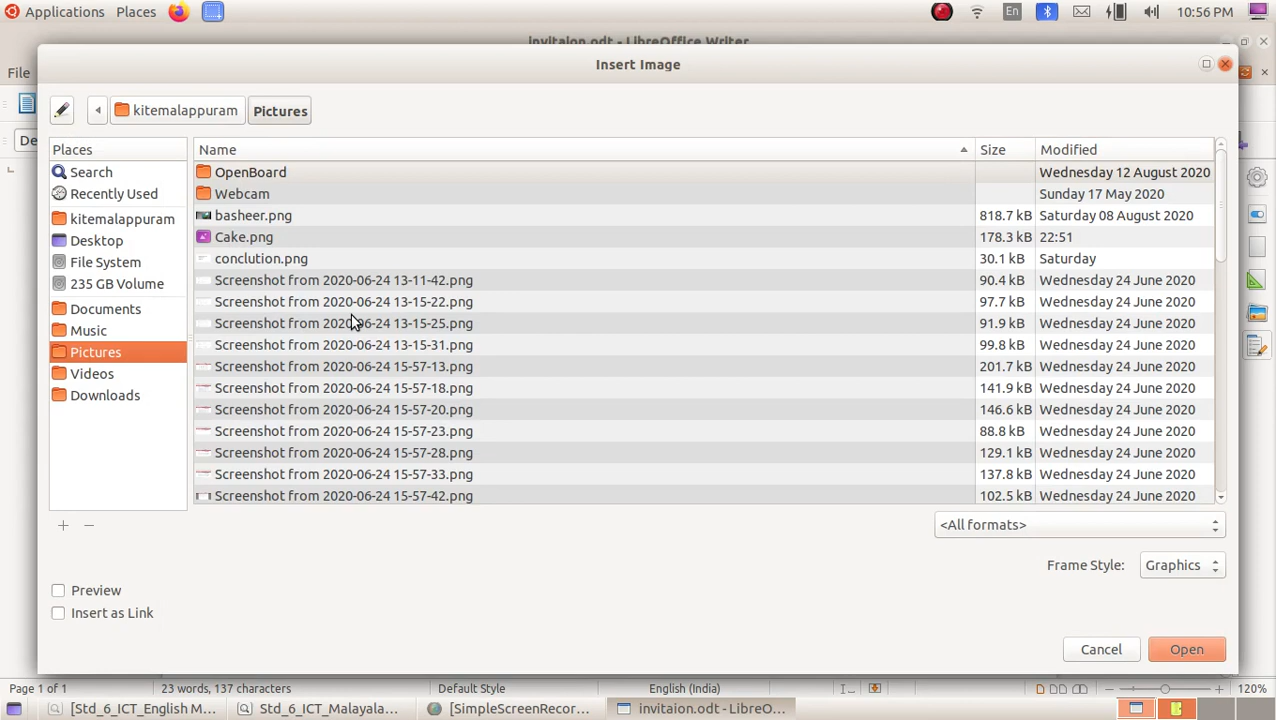 Applications Places En 10:56 PM
invitaion.odt - LibreOffice Writer
File
Insert Image
kitemalappuram Pictures
De
Places
Search
Recently Used
kitemalappuram
Desktop
File System
235 GB Volume
Documents
Music
Pictures
Videos
Downloads
Name Size Modified
OpenBoard Wednesday 12 August 2020
Webcam Sunday 17 May 2020
basheer.png 818.7 kB Saturday 08 August 2020
Cake.png 178.3 kB 22:51
conclution.png 30.1 kB Saturday
Screenshot from 2020-06-24 13-11-42.png 90.4 kB Wednesday 24 June 2020
Screenshot from 2020-06-24 13-15-22.png 97.7 kB Wednesday 24 June 2020
Screenshot from 2020-06-24 13-15-25.png 91.9 kB Wednesday 24 June 2020
Screenshot from 2020-06-24 13-15-31.png 99.8 kB Wednesday 24 June 2020
Screenshot from 2020-06-24 15-57-13.png 201.7 kB Wednesday 24 June 2020
Screenshot from 2020-06-24 15-57-18.png 141.9 kB Wednesday 24 June 2020
Screenshot from 2020-06-24 15-57-20.png 146.6 kB Wednesday 24 June 2020
Screenshot from 2020-06-24 15-57-23.png 88.8 kB Wednesday 24 June 2020
Screenshot from 2020-06-24 15-57-28.png 129.1 kB Wednesday 24 June 2020
Screenshot from 2020-06-24 15-57-33.png 137.8 kB Wednesday 24 June 2020
Screenshot from 2020-06-24 15-57-42.png 102.5 kB Wednesday 24 June 2020
<All formats>
Frame Style: Graphics
Preview
Insert as Link
Cancel Open
Page 1 of 1 23 words, 137 characters Default Style English (India) 120%
[Std_6_ICT_English M... Std_6_ICT_Malayala... [SimpleScreenRecor... invitaion.odt - LibreO...